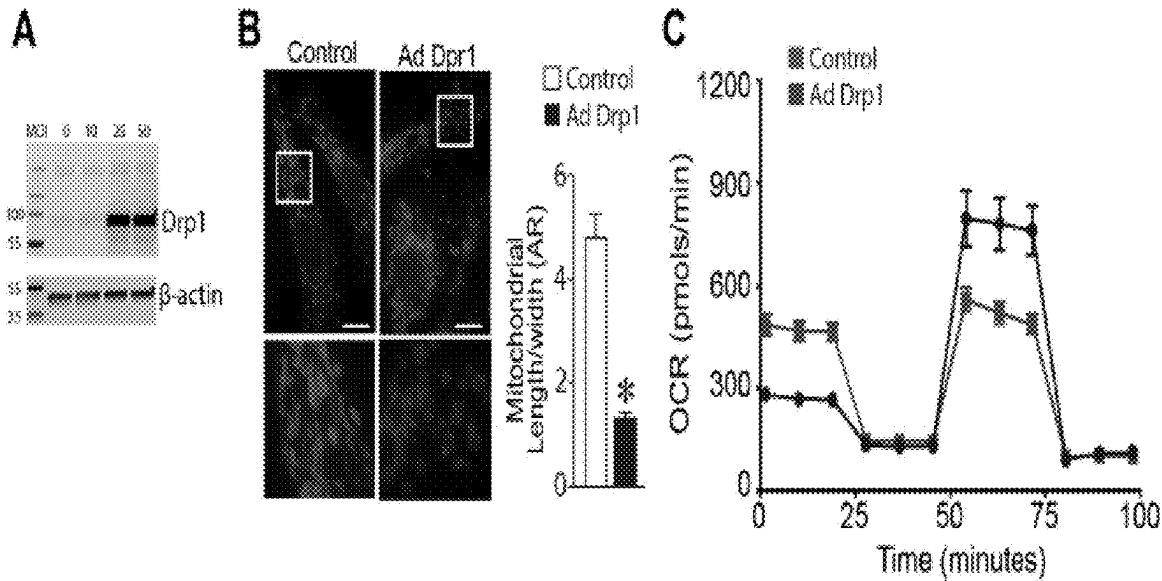 A
MOI 0 10 25 50
100
55
Drp1
55
35
β-actin
B
Control
Ad Dpr1
Control
Ad Drp1
Mitochondrial
Length/width (AR)
6
4
2
0
*
C
Control
Ad Drp1
OCR (pmols/min)
1200
900
600
300
0
0 25 50 75 100
Time (minutes)